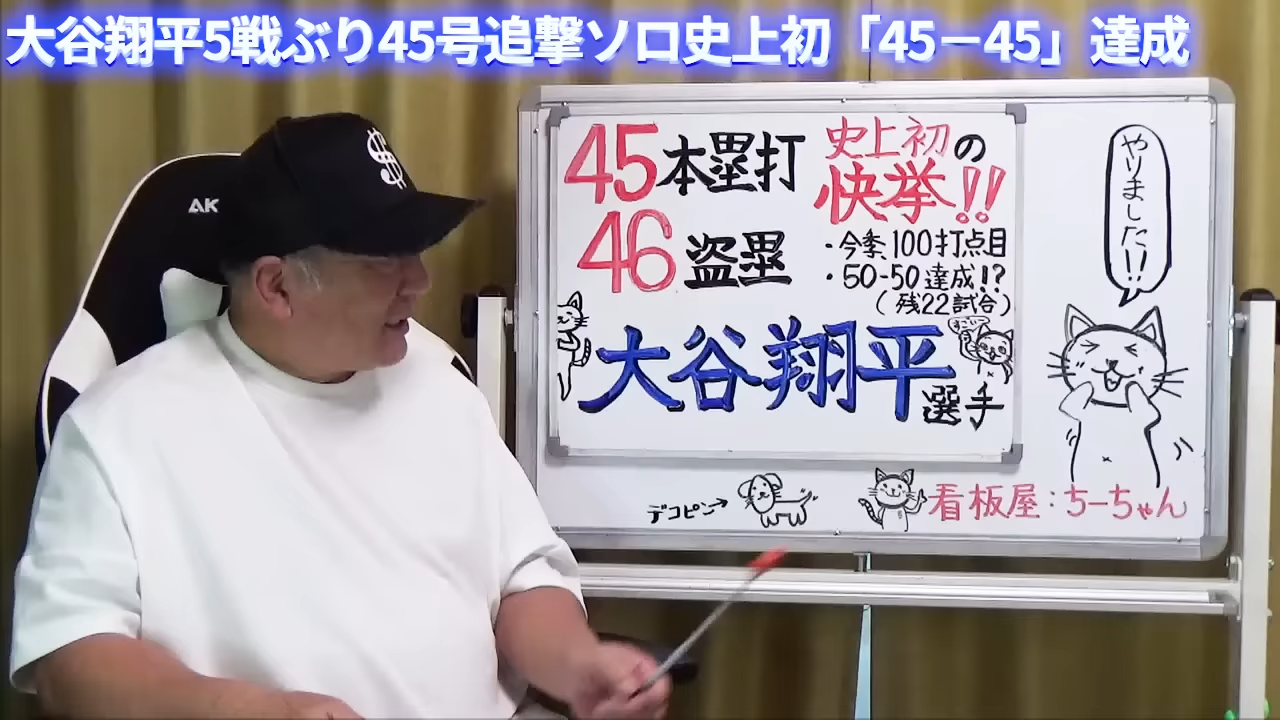 大谷翔平5戦ぶり45号追撃ソロ史上初「45－45」達成
AK
45本塁打
史上初の
快挙!!
46盗塁
・今季、100打点目
・50-50達成!?
(残22試合)
大谷翔平
選手
すごい
やりました!!
デコピン→
看板屋:ちーちゃん